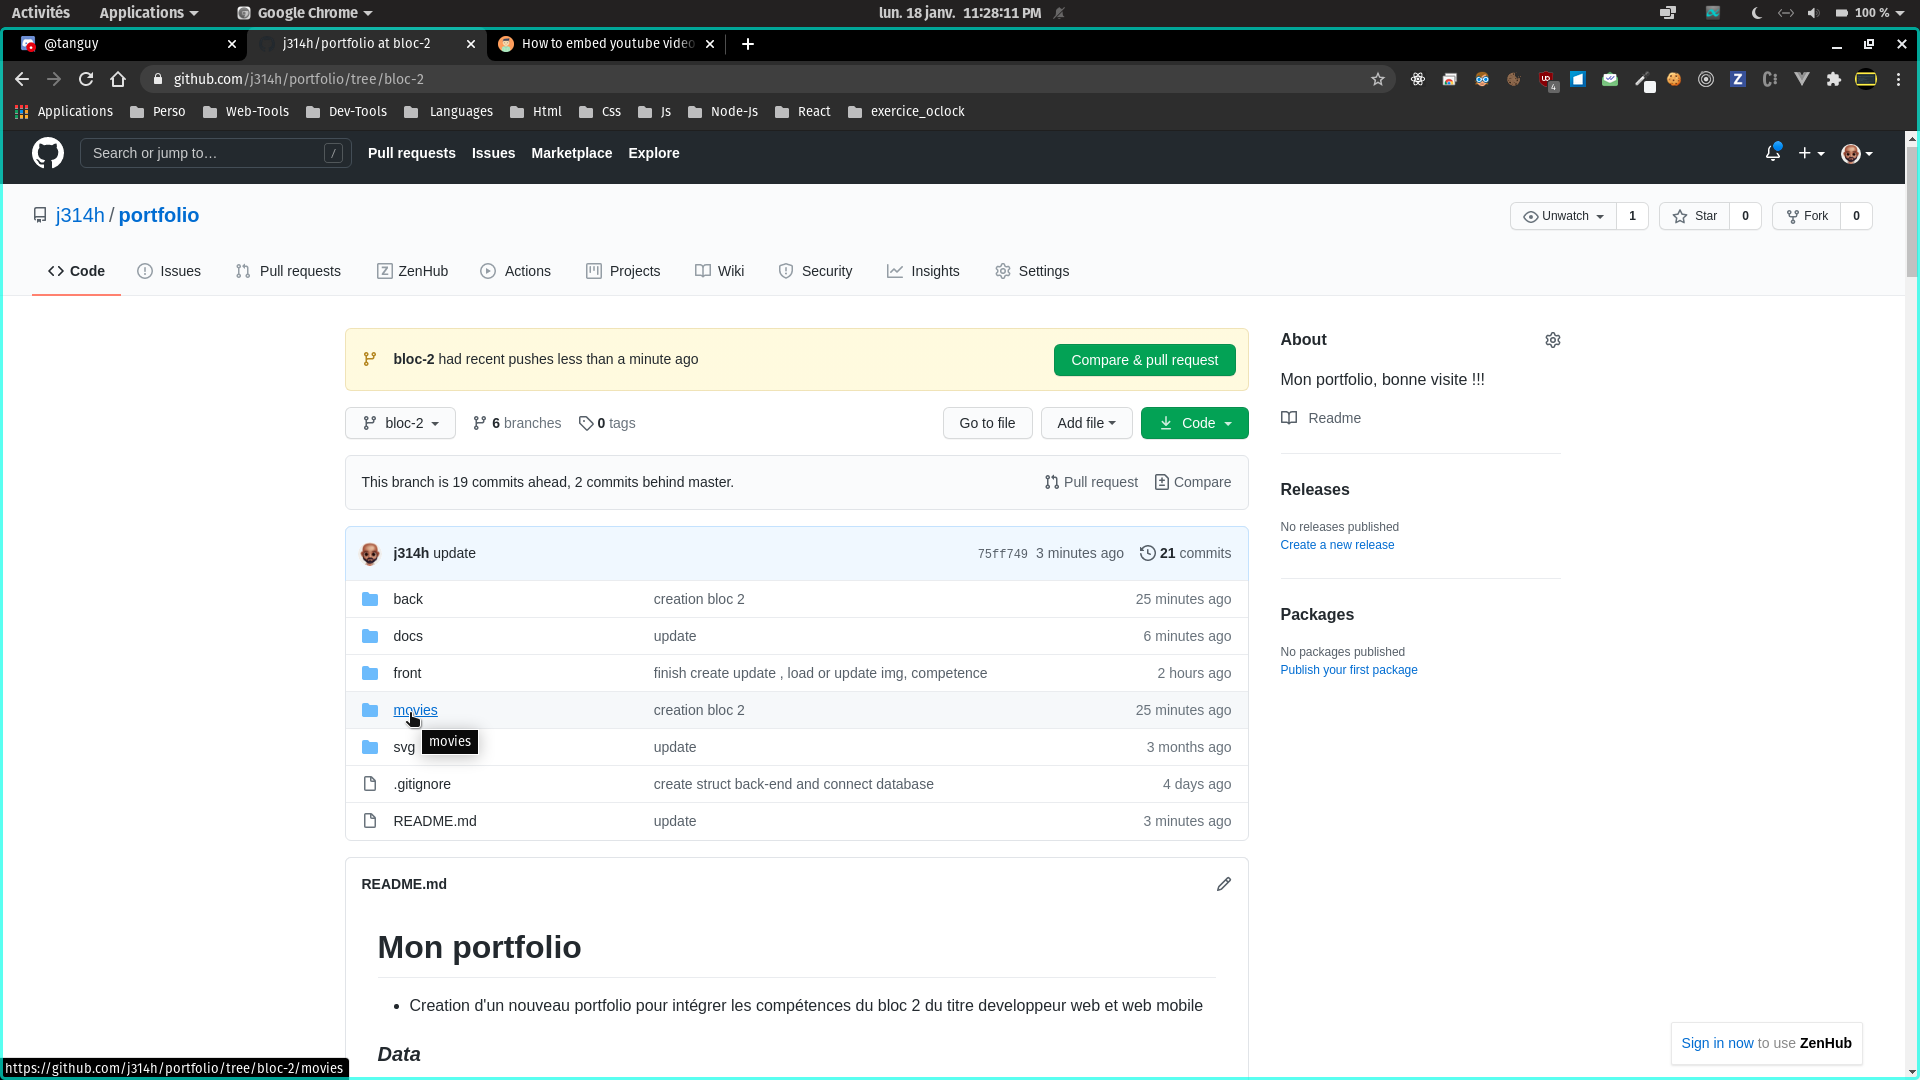 Activités Applications Google Chrome lun. 18 janv. 11:28:11 PM 100 %
@tanguy j314h/portfolio at bloc-2 How to embed youtube video
github.com/j314h/portfolio/tree/bloc-2
Applications Perso Web-Tools Dev-Tools Languages Html Css Js Node-Js React exercice_oclock
Search or jump to… / Pull requests Issues Marketplace Explore
j314h / portfolio Unwatch 1 Star 0 Fork 0
Code Issues Pull requests ZenHub Actions Projects Wiki Security Insights Settings
bloc-2 had recent pushes less than a minute ago Compare & pull request
bloc-2 6 branches 0 tags Go to file Add file Code
This branch is 19 commits ahead, 2 commits behind master. Pull request Compare
j314h update 75ff749 3 minutes ago 21 commits
back creation bloc 2 25 minutes ago
docs update 6 minutes ago
front finish create update , load or update img, competence 2 hours ago
movies creation bloc 2 25 minutes ago
movies
svg update 3 months ago
.gitignore create struct back-end and connect database 4 days ago
README.md update 3 minutes ago
About
Mon portfolio, bonne visite !!!
Readme
Releases
No releases published
Create a new release
Packages
No packages published
Publish your first package
README.md
Mon portfolio
• Creation d'un nouveau portfolio pour intégrer les compétences du bloc 2 du titre developpeur web et web mobile
Data
Sign in now to use ZenHub
https://github.com/j314h/portfolio/tree/bloc-2/movies